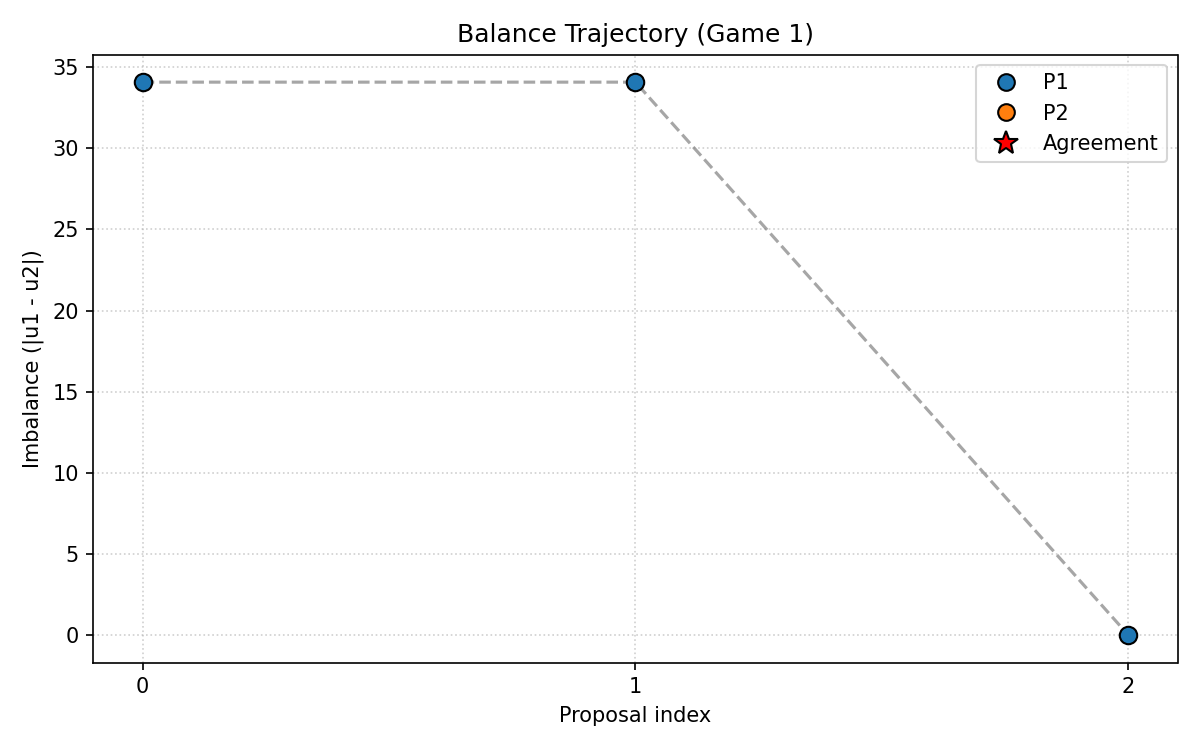 Balance Trajectory (Game 1)
Imbalance (|u1 - u2|)
35
30
25
20
15
10
5
0
P1
P2
Agreement
0
1
2
Proposal index